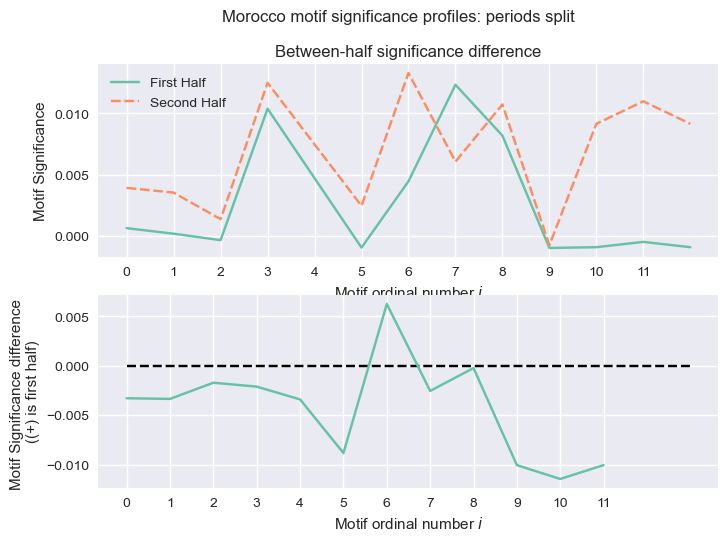 Morocco motif significance profiles: periods split
Between-half significance difference
First Half
Second Half
Motif Significance
0.010
0.005
0.000
0 1 2 3 4 5 6 7 8 9 10 11
Motif ordinal number i
Motif Significance difference
((+) is first half)
0.005
0.000
−0.005
−0.010
0 1 2 3 4 5 6 7 8 9 10 11
Motif ordinal number i